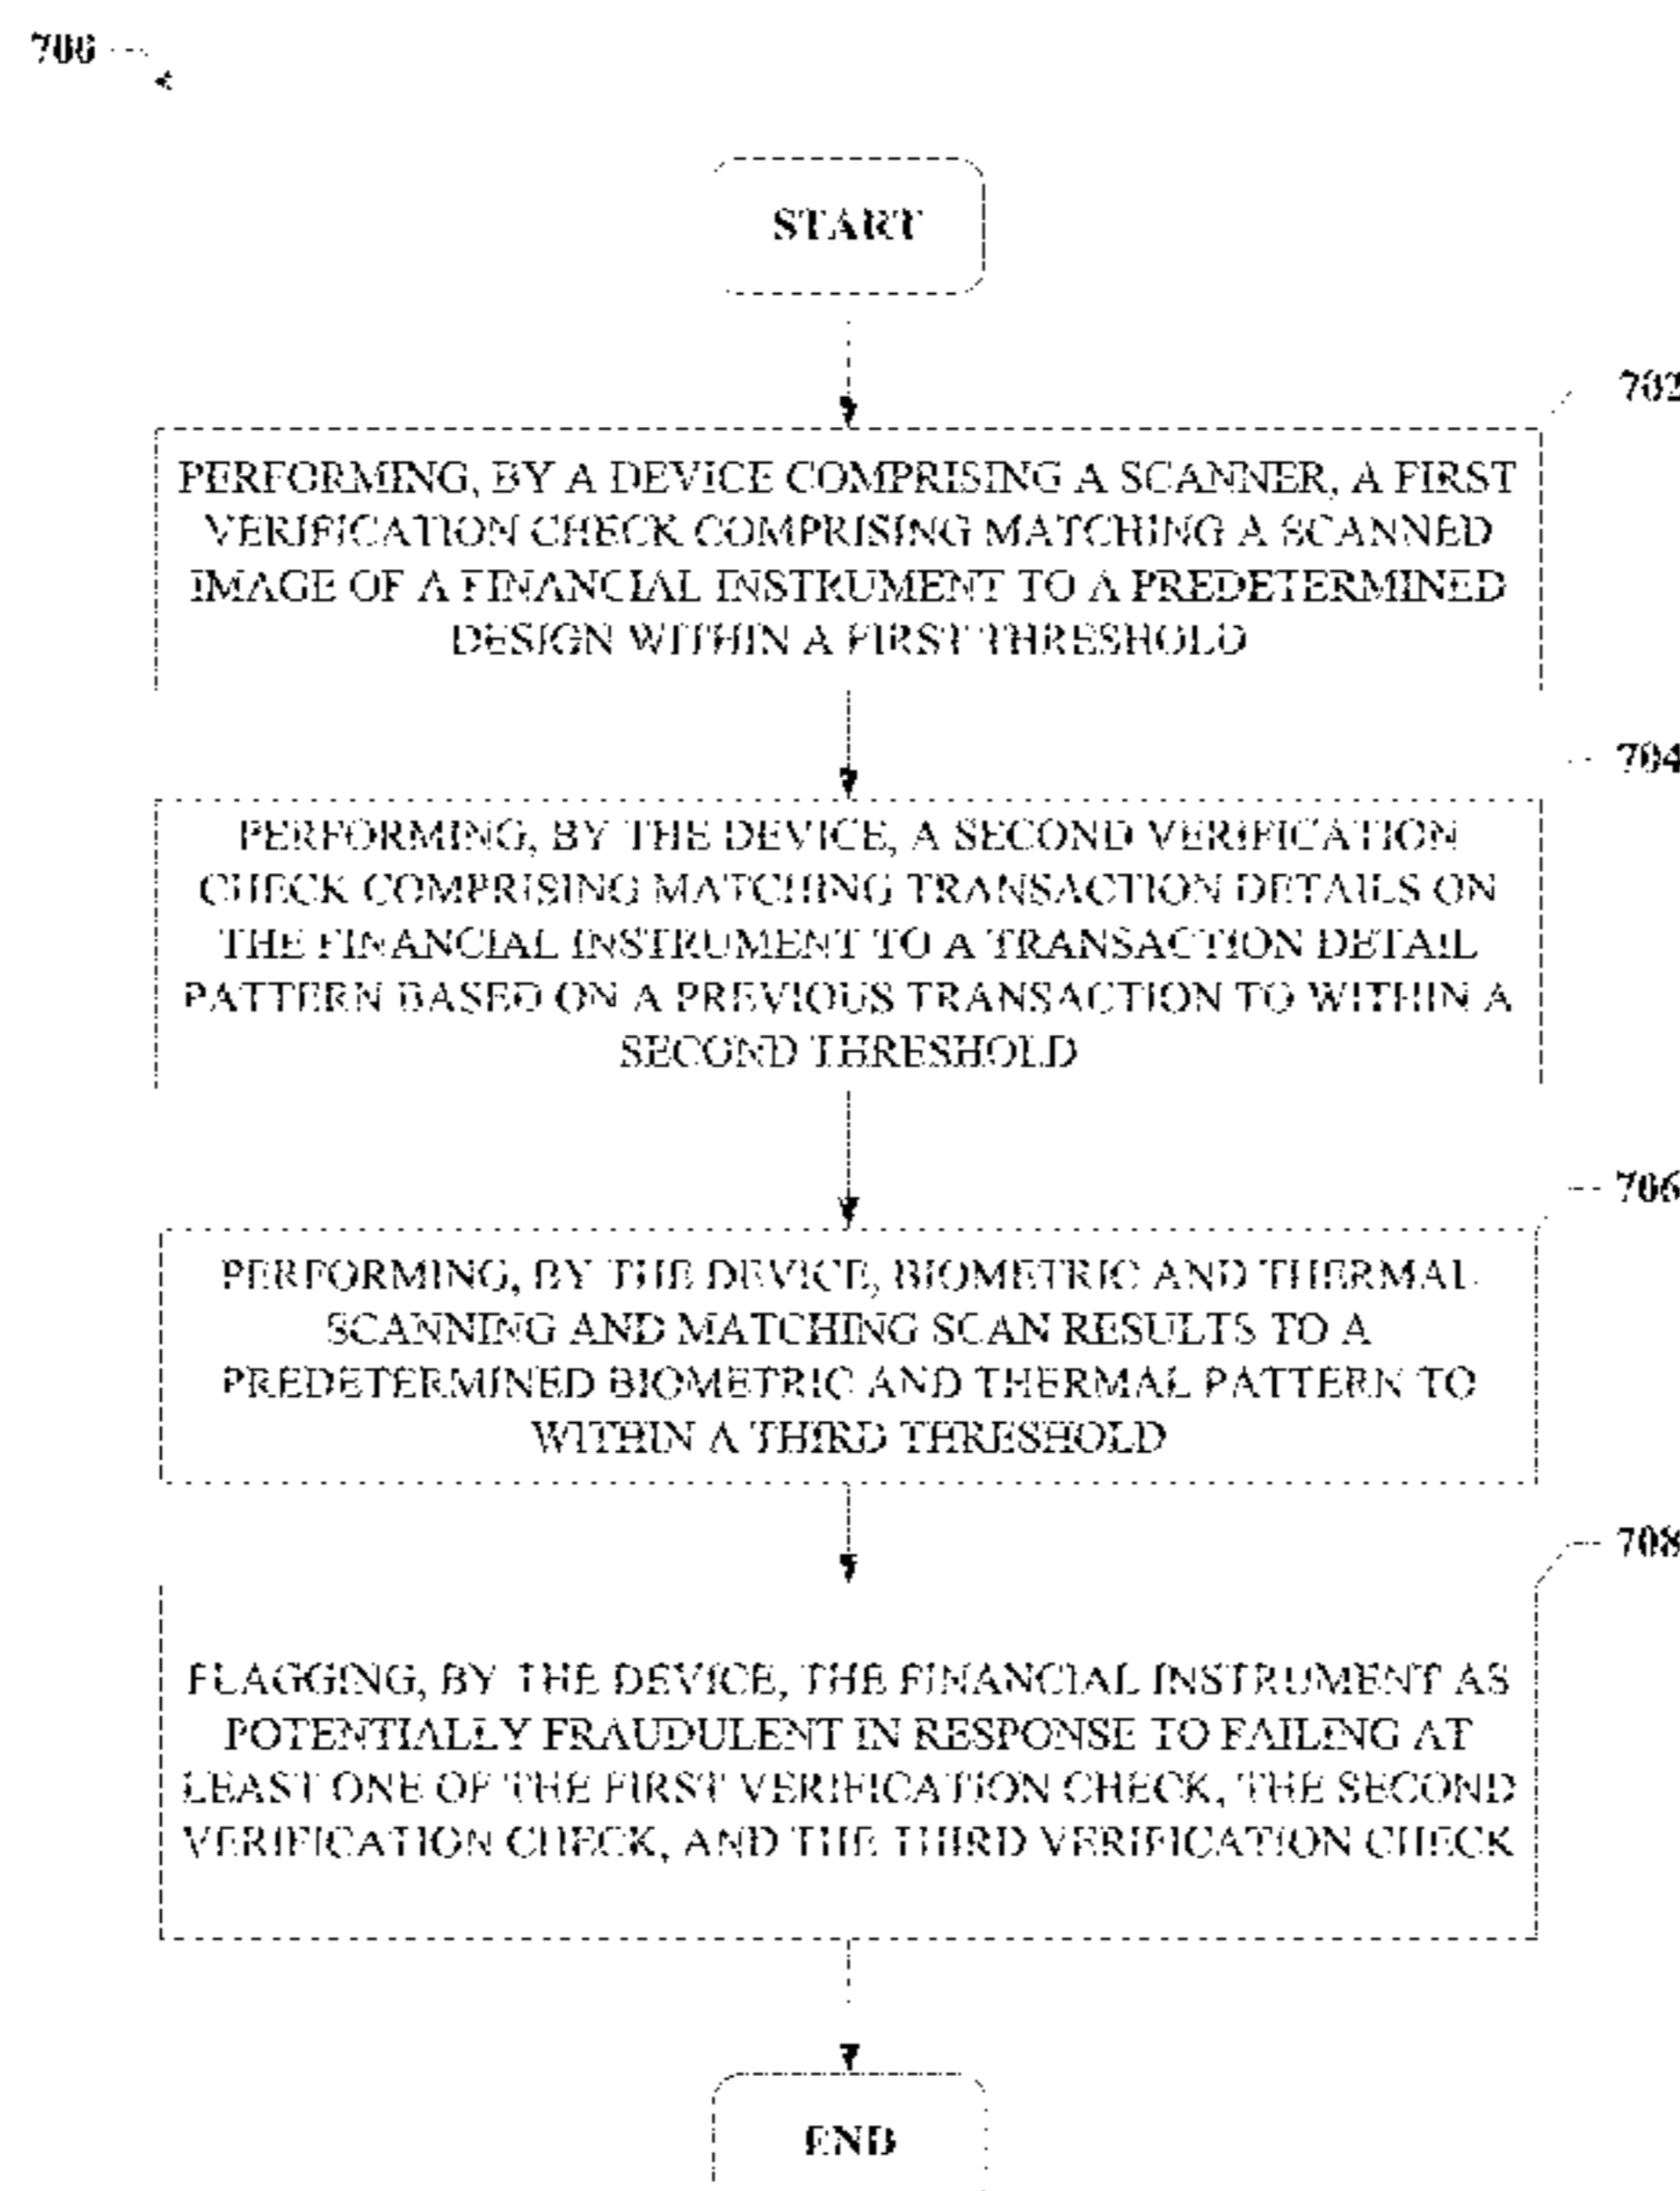 700
START
702
PERFORMING, BY A DEVICE COMPRISING A SCANNER, A FIRST
VERIFICATION CHECK COMPRISING MATCHING A SCANNED
IMAGE OF A FINANCIAL INSTRUMENT TO A PREDETERMINED
DESIGN WITHIN A FIRST THRESHOLD
704
PERFORMING, BY THE DEVICE, A SECOND VERIFICATION
CHECK COMPRISING MATCHING TRANSACTION DETAILS ON
THE FINANCIAL INSTRUMENT TO A TRANSACTION DETAIL
PATTERN BASED ON A PREVIOUS TRANSACTION TO WITHIN A
SECOND THRESHOLD
706
PERFORMING, BY THE DEVICE, BIOMETRIC AND THERMAL
SCANNING AND MATCHING SCAN RESULTS TO A
PREDETERMINED BIOMETRIC AND THERMAL PATTERN TO
WITHIN A THIRD THRESHOLD
708
FLAGGING, BY THE DEVICE, THE FINANCIAL INSTRUMENT AS
POTENTIALLY FRAUDULENT IN RESPONSE TO FAILING AT
LEAST ONE OF THE FIRST VERIFICATION CHECK, THE SECOND
VERIFICATION CHECK, AND THE THIRD VERIFICATION CHECK
END